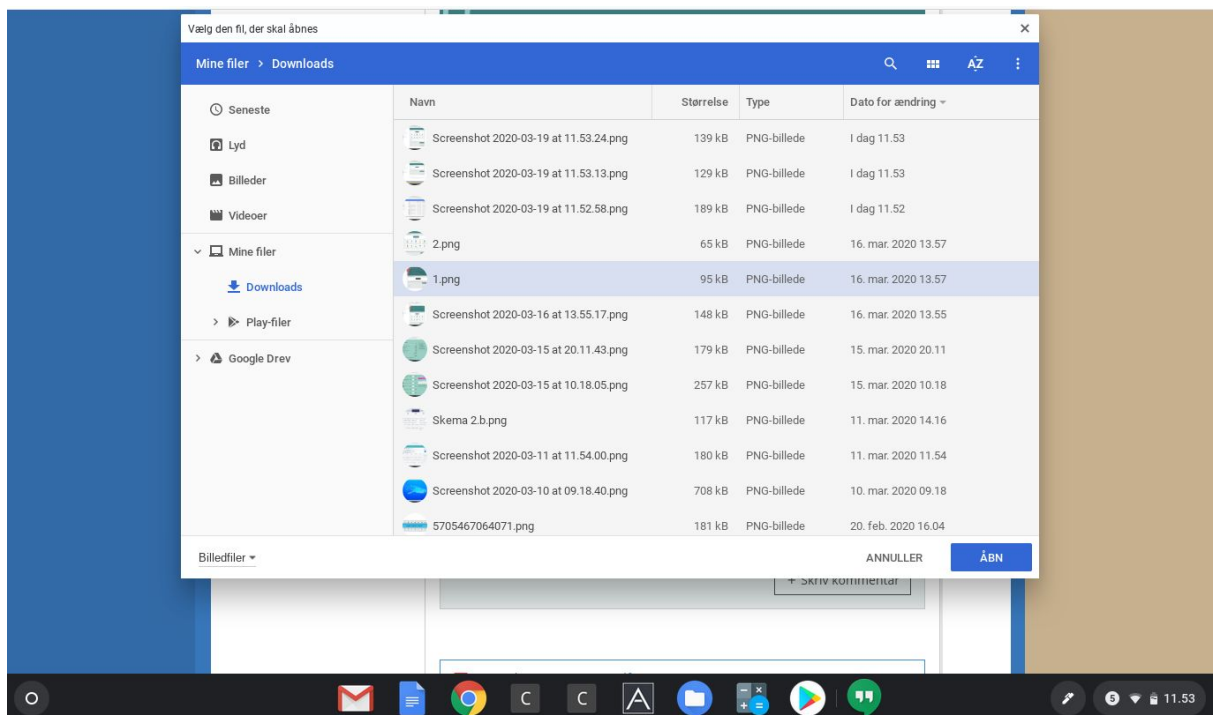 Vælg den fil, der skal åbnes
Mine filer > Downloads
AZ
Seneste
Lyd
Billeder
Videoer
Mine filer
Downloads
Play-filer
Google Drev
Navn Størrelse Type Dato for ændring
Screenshot 2020-03-19 at 11.53.24.png 139 kB PNG-billede I dag 11.53
Screenshot 2020-03-19 at 11.53.13.png 129 kB PNG-billede I dag 11.53
Screenshot 2020-03-19 at 11.52.58.png 189 kB PNG-billede I dag 11.52
2.png 65 kB PNG-billede 16. mar. 2020 13.57
1.png 95 kB PNG-billede 16. mar. 2020 13.57
Screenshot 2020-03-16 at 13.55.17.png 148 kB PNG-billede 16. mar. 2020 13.55
Screenshot 2020-03-15 at 20.11.43.png 179 kB PNG-billede 15. mar. 2020 20.11
Screenshot 2020-03-15 at 10.18.05.png 257 kB PNG-billede 15. mar. 2020 10.18
Skema 2.b.png 117 kB PNG-billede 11. mar. 2020 14.16
Screenshot 2020-03-11 at 11.54.00.png 180 kB PNG-billede 11. mar. 2020 11.54
Screenshot 2020-03-10 at 09.18.40.png 708 kB PNG-billede 10. mar. 2020 09.18
5705467064071.png 181 kB PNG-billede 20. feb. 2020 16.04
Billedfiler
ANNULLER ÅBN
+ Skriv kommentar
C C A
5 11.53